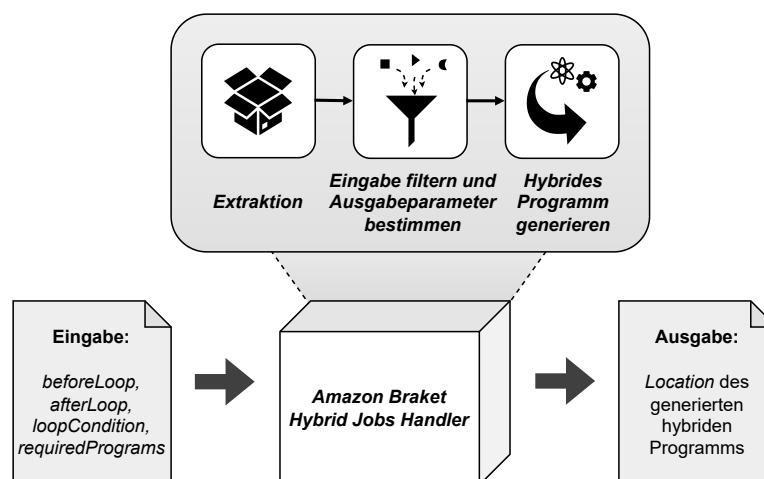 Extraktion
Eingabe filtern und
Ausgabeparameter
bestimmen
Hybrides
Programm
generieren
Eingabe:
beforeLoop,
afterLoop,
loopCondition,
requiredPrograms
Amazon Braket
Hybrid Jobs Handler
Ausgabe:
Location des
generierten
hybriden
Programms